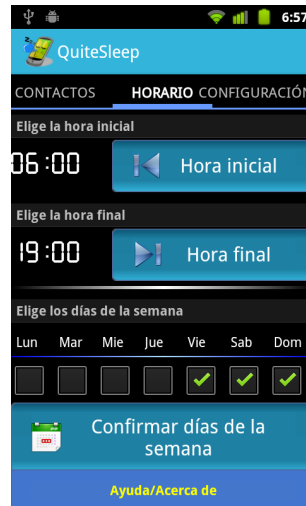 6:57
QuiteSleep
CONTACTOS HORARIO CONFIGURACIÓN
Elige la hora inicial
06:00 Hora inicial
Elige la hora final
19:00 Hora final
Elige los días de la semana
Lun Mar Mie Jue Vie Sab Dom
Confirmar días de la
semana
Ayuda/Acerca de